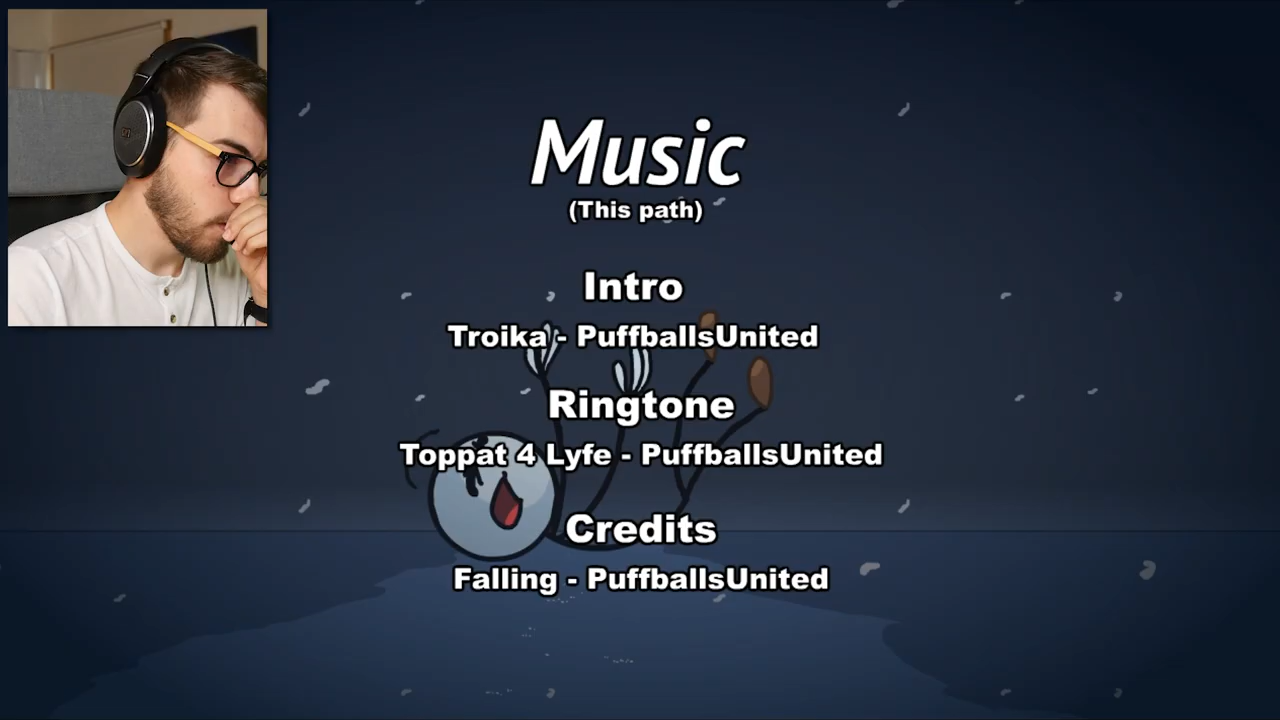 Music
(This path)
Intro
Troika - PuffballsUnited
Ringtone
Toppat 4 Lyfe - PuffballsUnited
Credits
Falling - PuffballsUnited